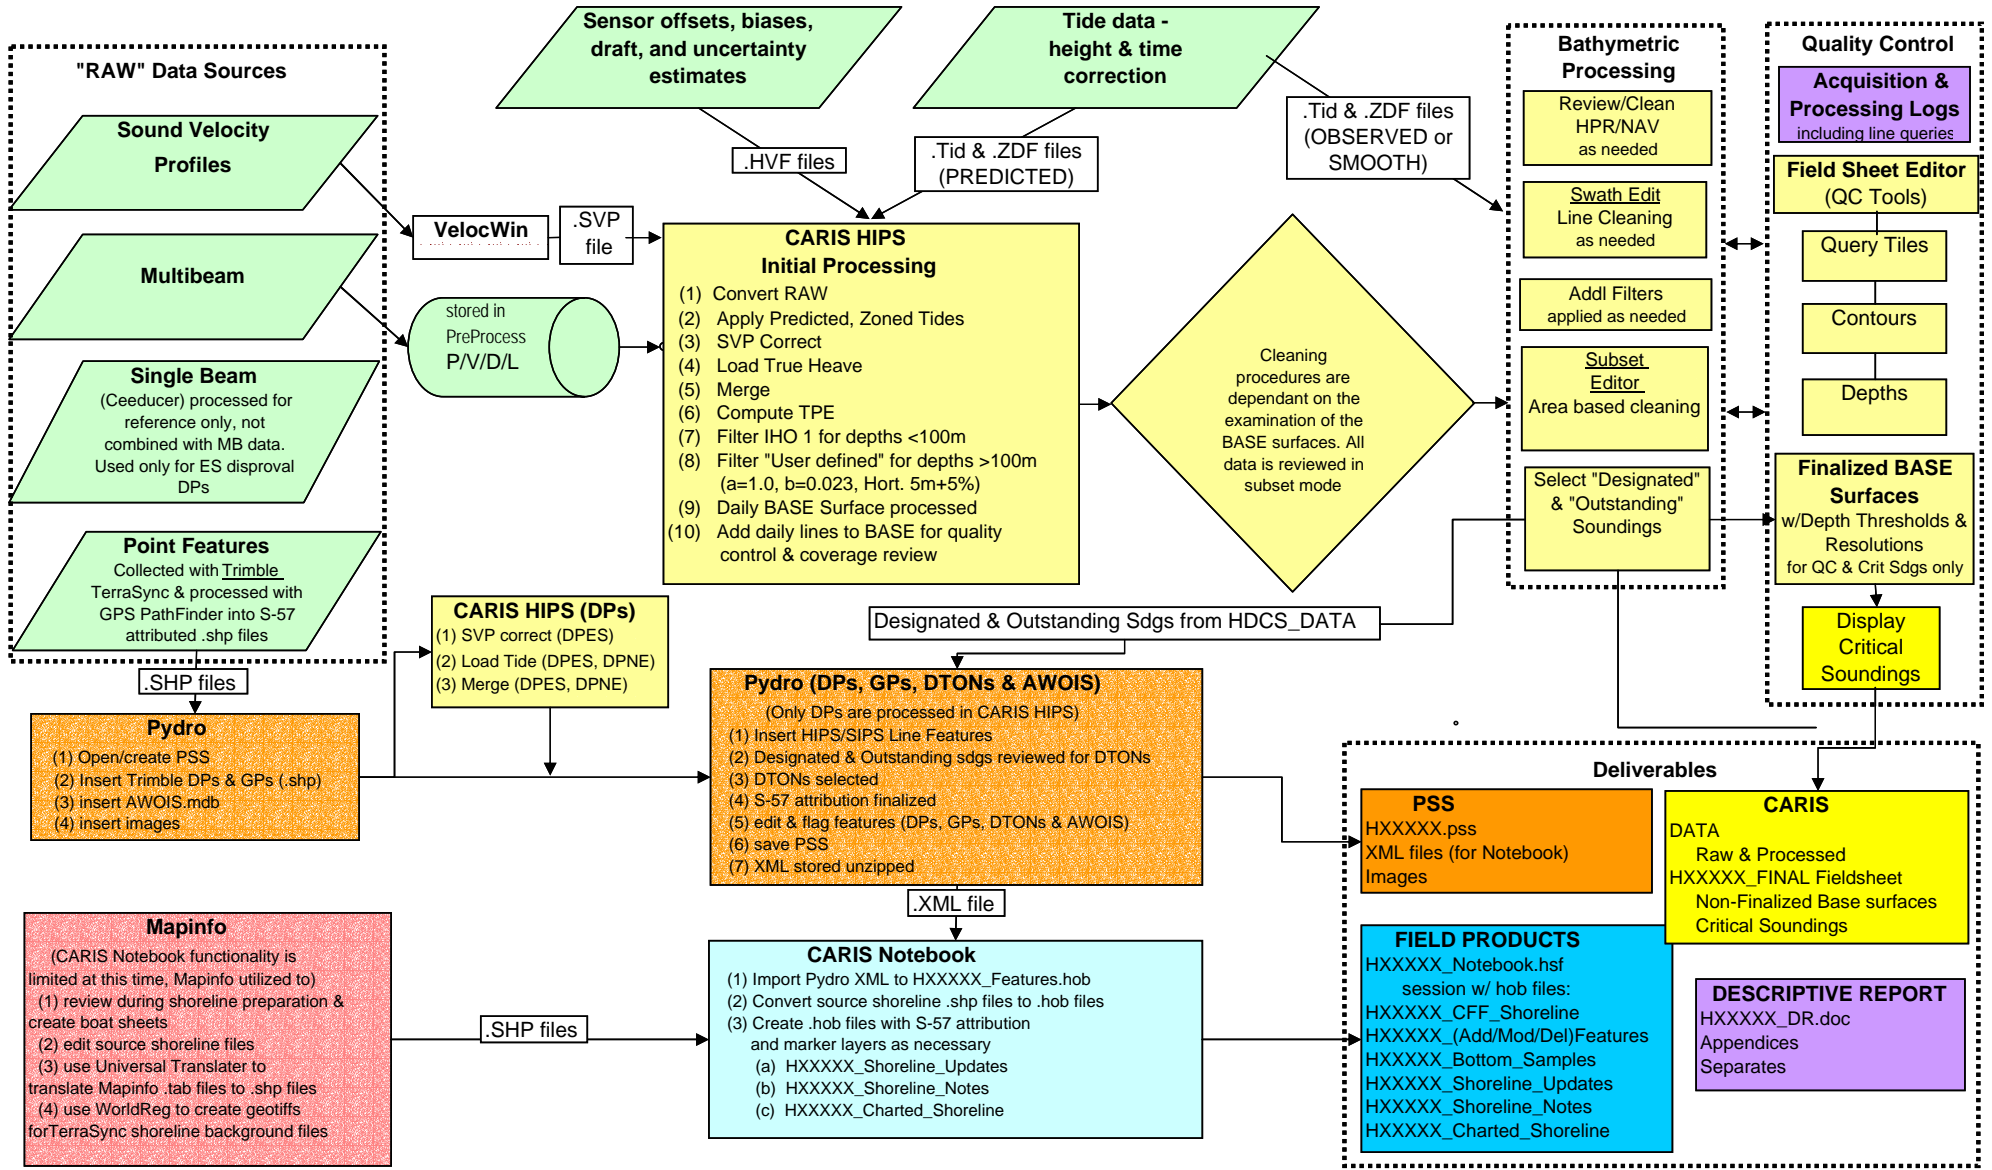 "RAW" Data Sources
Sound Velocity
Profiles
Multibeam
Single Beam
(Ceeducer) processed for
reference only, not
combined with MB data.
Used only for ES disproval
DPs
Point Features
Collected with Trimble
TerraSync & processed with
GPS PathFinder into S-57
attributed .shp files
.SHP files
Sensor offsets, biases,
draft, and uncertainty
estimates
Tide data -
height & time
correction
.HVF files
.Tid & .ZDF files
(PREDICTED)
.Tid & .ZDF files
(OBSERVED or
SMOOTH)
VelocWin
.SVP
file
stored in
PreProcess
P/V/D/L
CARIS HIPS
Initial Processing
(1) Convert RAW
(2) Apply Predicted, Zoned Tides
(3) SVP Correct
(4) Load True Heave
(5) Merge
(6) Compute TPE
(7) Filter IHO 1 for depths <100m
(8) Filter "User defined" for depths >100m
(a=1.0, b=0.023, Hort. 5m+5%)
(9) Daily BASE Surface processed
(10) Add daily lines to BASE for quality
control & coverage review
Cleaning
procedures are
dependant on the
examination of the
BASE surfaces. All
data is reviewed in
subset mode
Bathymetric
Processing
Review/Clean
HPR/NAV
as needed
Swath Edit
Line Cleaning
as needed
Addl Filters
applied as needed
Subset
Editor
Area based cleaning
Select "Designated"
& "Outstanding"
Soundings
Quality Control
Acquisition &
Processing Logs
including line queries
Field Sheet Editor
(QC Tools)
Query Tiles
Contours
Depths
Finalized BASE
Surfaces
w/Depth Thresholds &
Resolutions
for QC & Crit Sdgs only
Display
Critical
Soundings
CARIS HIPS (DPs)
(1) SVP correct (DPES)
(2) Load Tide (DPES, DPNE)
(3) Merge (DPES, DPNE)
Designated & Outstanding Sdgs from HDCS_DATA
Pydro
(1) Open/create PSS
(2) Insert Trimble DPs & GPs (.shp)
(3) insert AWOIS.mdb
(4) insert images
Pydro (DPs, GPs, DTONs & AWOIS)
(Only DPs are processed in CARIS HIPS)
(1) Insert HIPS/SIPS Line Features
(2) Designated & Outstanding sdgs reviewed for DTONs
(3) DTONs selected
(4) S-57 attribution finalized
(5) edit & flag features (DPs, GPs, DTONs & AWOIS)
(6) save PSS
(7) XML stored unzipped
.XML file
Mapinfo
(CARIS Notebook functionality is
limited at this time, Mapinfo utilized to)
(1) review during shoreline preparation &
create boat sheets
(2) edit source shoreline files
(3) use Universal Translater to
translate Mapinfo .tab files to .shp files
(4) use WorldReg to create geotiffs
forTerraSync shoreline background files
.SHP files
CARIS Notebook
(1) Import Pydro XML to HXXXXX_Features.hob
(2) Convert source shoreline .shp files to .hob files
(3) Create .hob files with S-57 attribution
and marker layers as necessary
(a) HXXXXX_Shoreline_Updates
(b) HXXXXX_Shoreline_Notes
(c) HXXXXX_Charted_Shoreline
Deliverables
PSS
HXXXXX.pss
XML files (for Notebook)
Images
CARIS
DATA
Raw & Processed
HXXXXX_FINAL Fieldsheet
Non-Finalized Base surfaces
Critical Soundings
FIELD PRODUCTS
HXXXXX_Notebook.hsf
session w/ hob files:
HXXXXX_CFF_Shoreline
HXXXXX_(Add/Mod/Del)Features
HXXXXX_Bottom_Samples
HXXXXX_Shoreline_Updates
HXXXXX_Shoreline_Notes
HXXXXX_Charted_Shoreline
DESCRIPTIVE REPORT
HXXXXX_DR.doc
Appendices
Separates